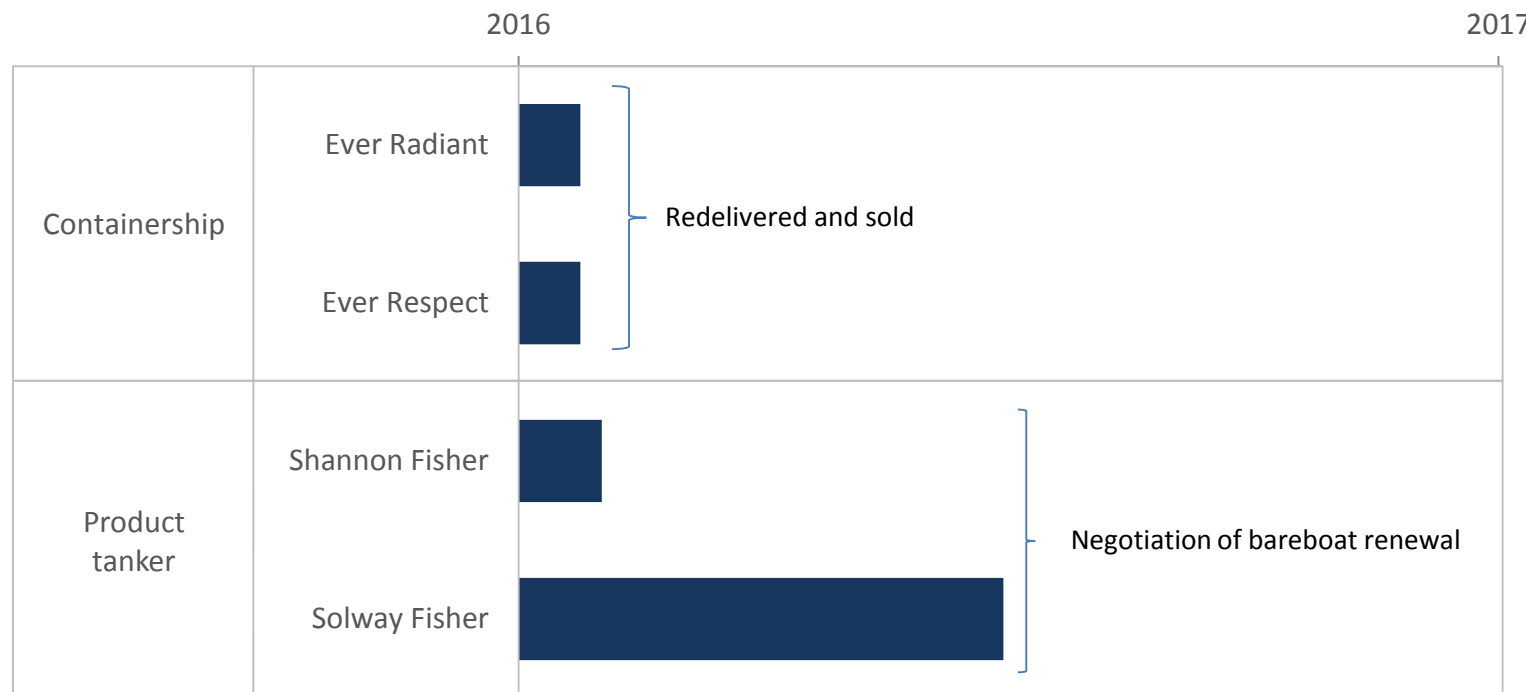 2016
2017
Containership
Ever Radiant
Redelivered and sold
Ever Respect
Product
tanker
Shannon Fisher
Negotiation of bareboat renewal
Solway Fisher